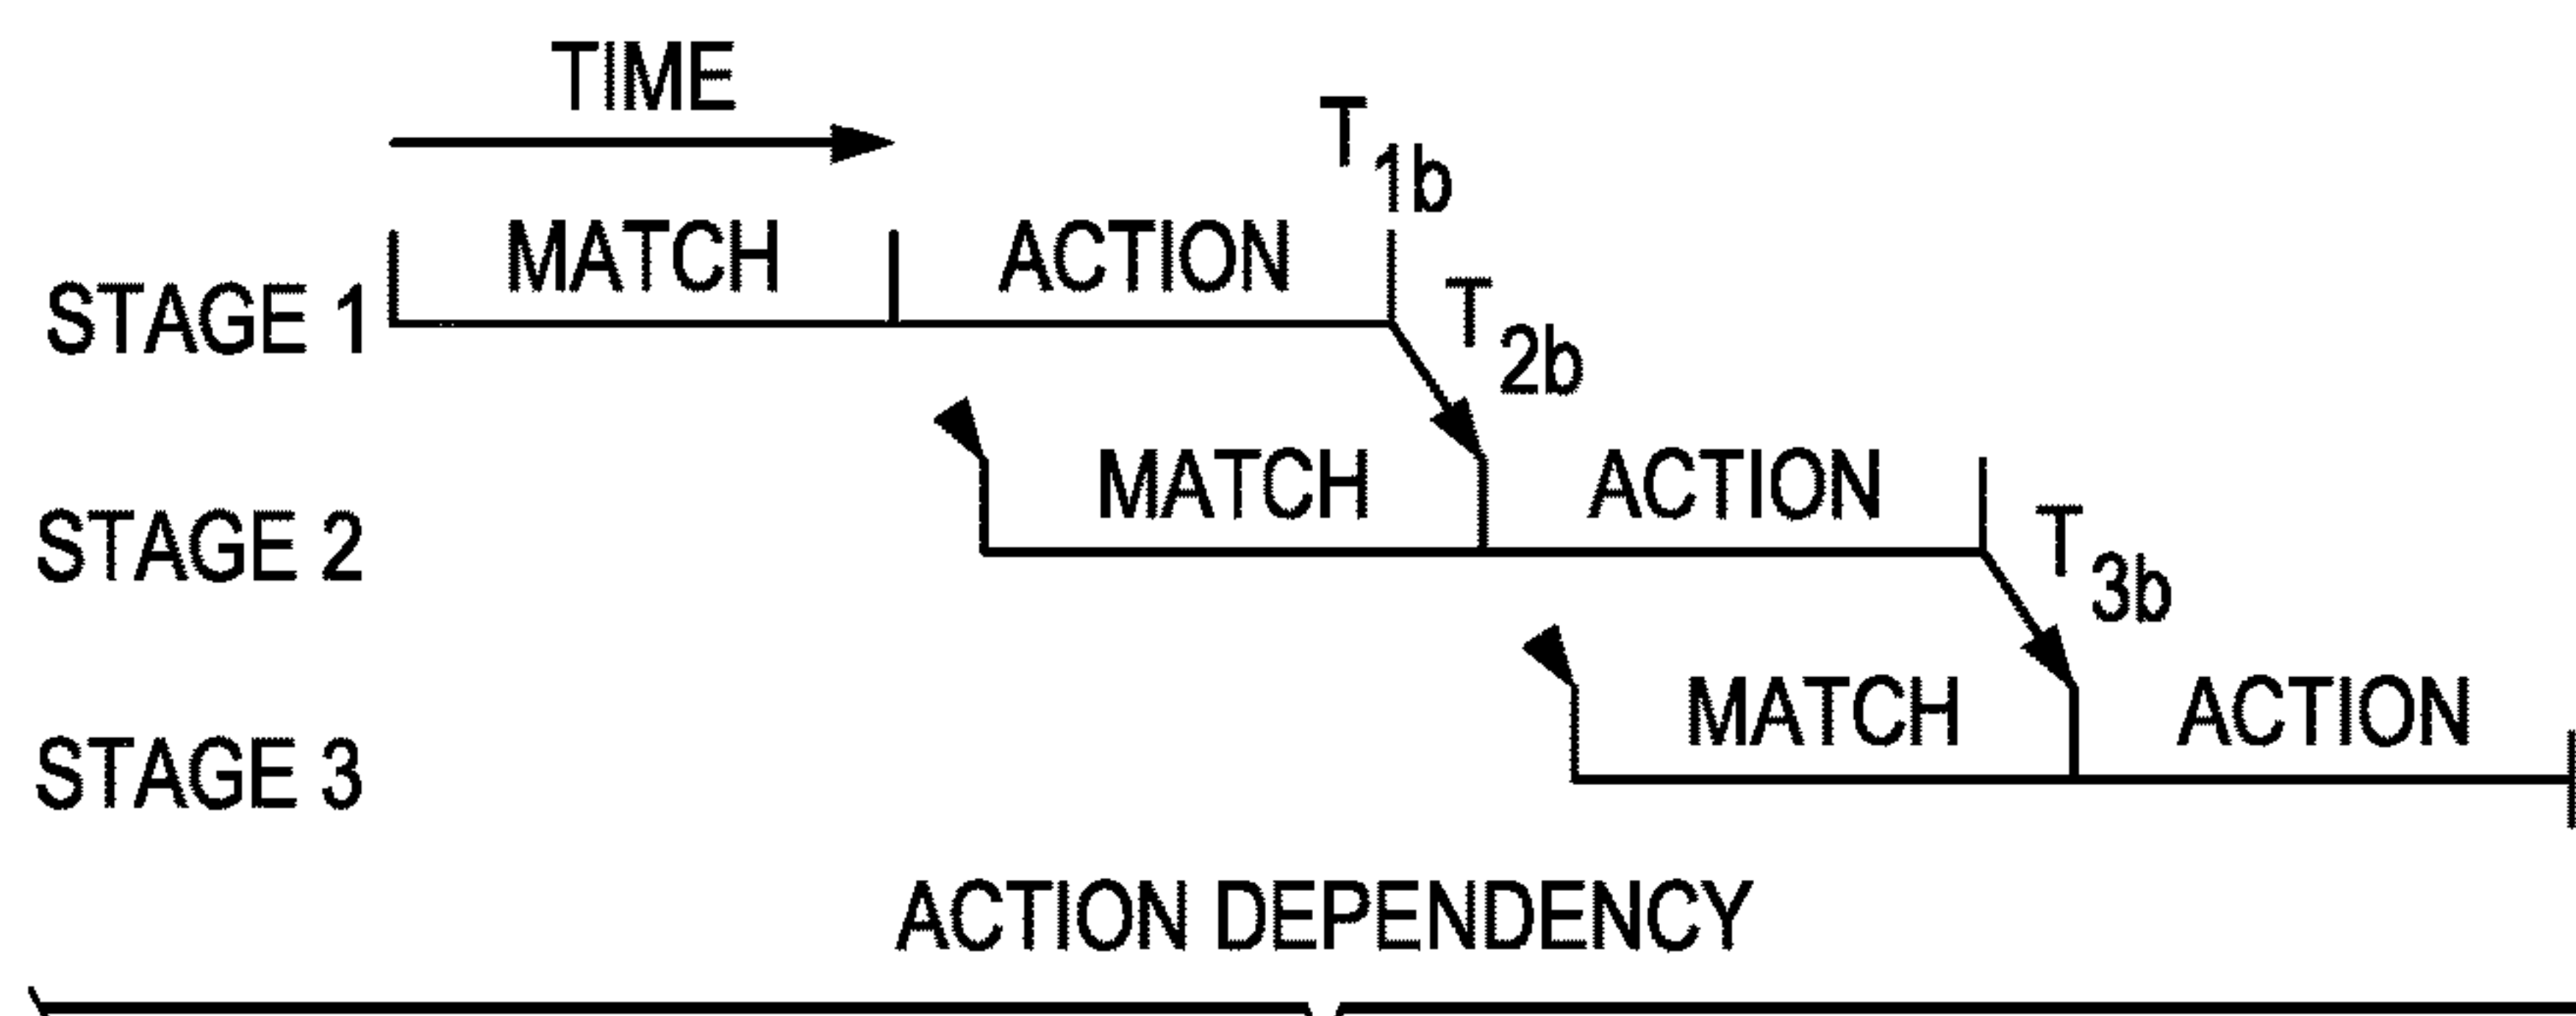 TIME
T1b
MATCH ACTION
STAGE 1
T2b
MATCH ACTION
STAGE 2
T3b
MATCH ACTION
STAGE 3
ACTION DEPENDENCY